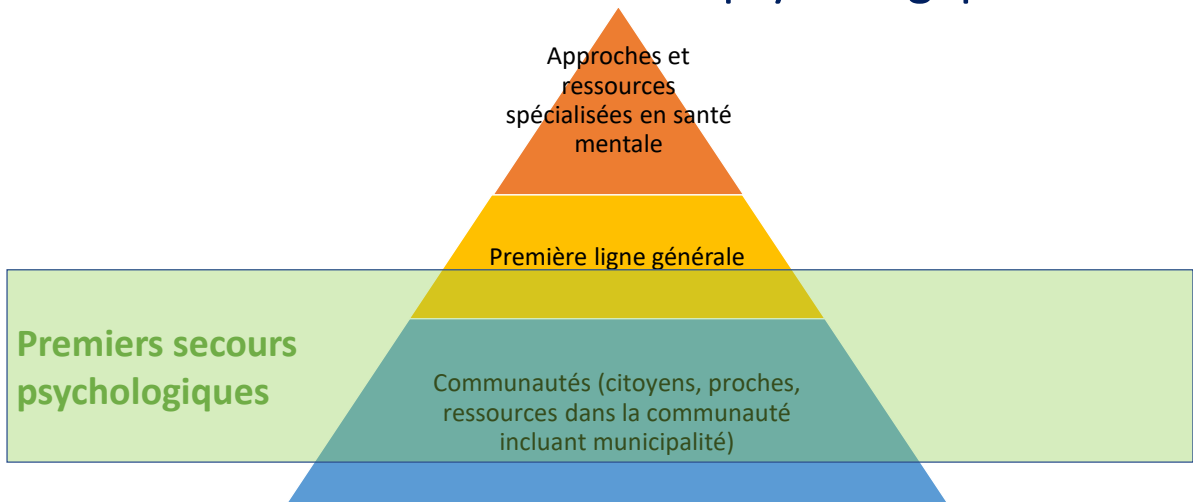 Approches et
ressources
spécialisées en santé
mentale
Première ligne générale
Premiers secours
psychologiques
Communautés (citoyens, proches,
ressources dans la communauté
incluant municipalité)